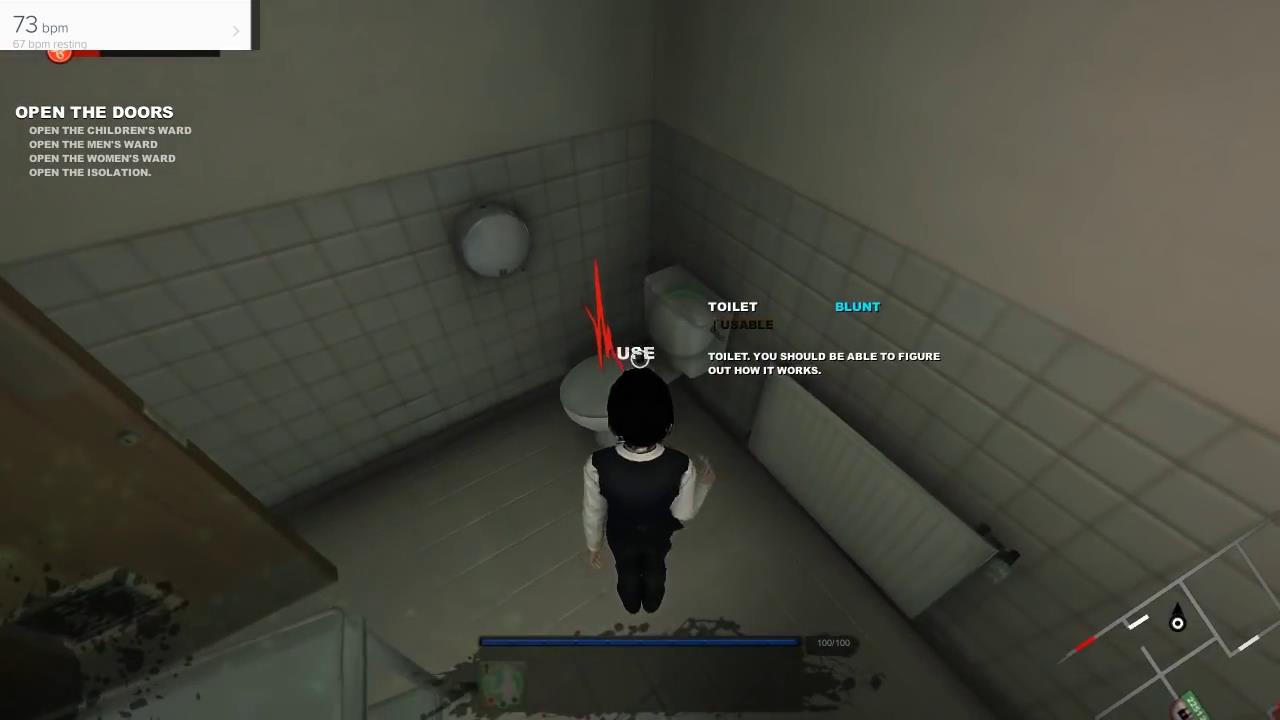 73 bpm
67 bpm resting
OPEN THE DOORS
OPEN THE CHILDREN'S WARD
OPEN THE MEN'S WARD
OPEN THE WOMEN'S WARD
OPEN THE ISOLATION.
TOILET BLUNT
USABLE
USE
TOILET. YOU SHOULD BE ABLE TO FIGURE
OUT HOW IT WORKS.
100/100